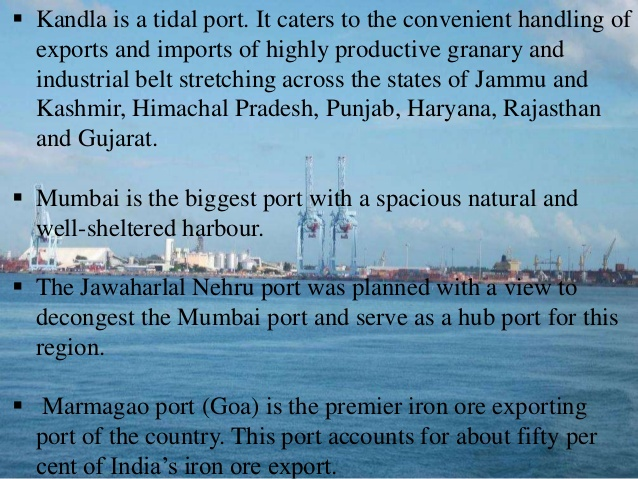 ▪ Kandla is a tidal port. It caters to the convenient handling of
exports and imports of highly productive granary and
industrial belt stretching across the states of Jammu and
Kashmir, Himachal Pradesh, Punjab, Haryana, Rajasthan
and Gujarat.
▪ Mumbai is the biggest port with a spacious natural and
well-sheltered harbour.
▪ The Jawaharlal Nehru port was planned with a view to
decongest the Mumbai port and serve as a hub port for this
region.
▪ Marmagao port (Goa) is the premier iron ore exporting
port of the country. This port accounts for about fifty per
cent of India’s iron ore export.